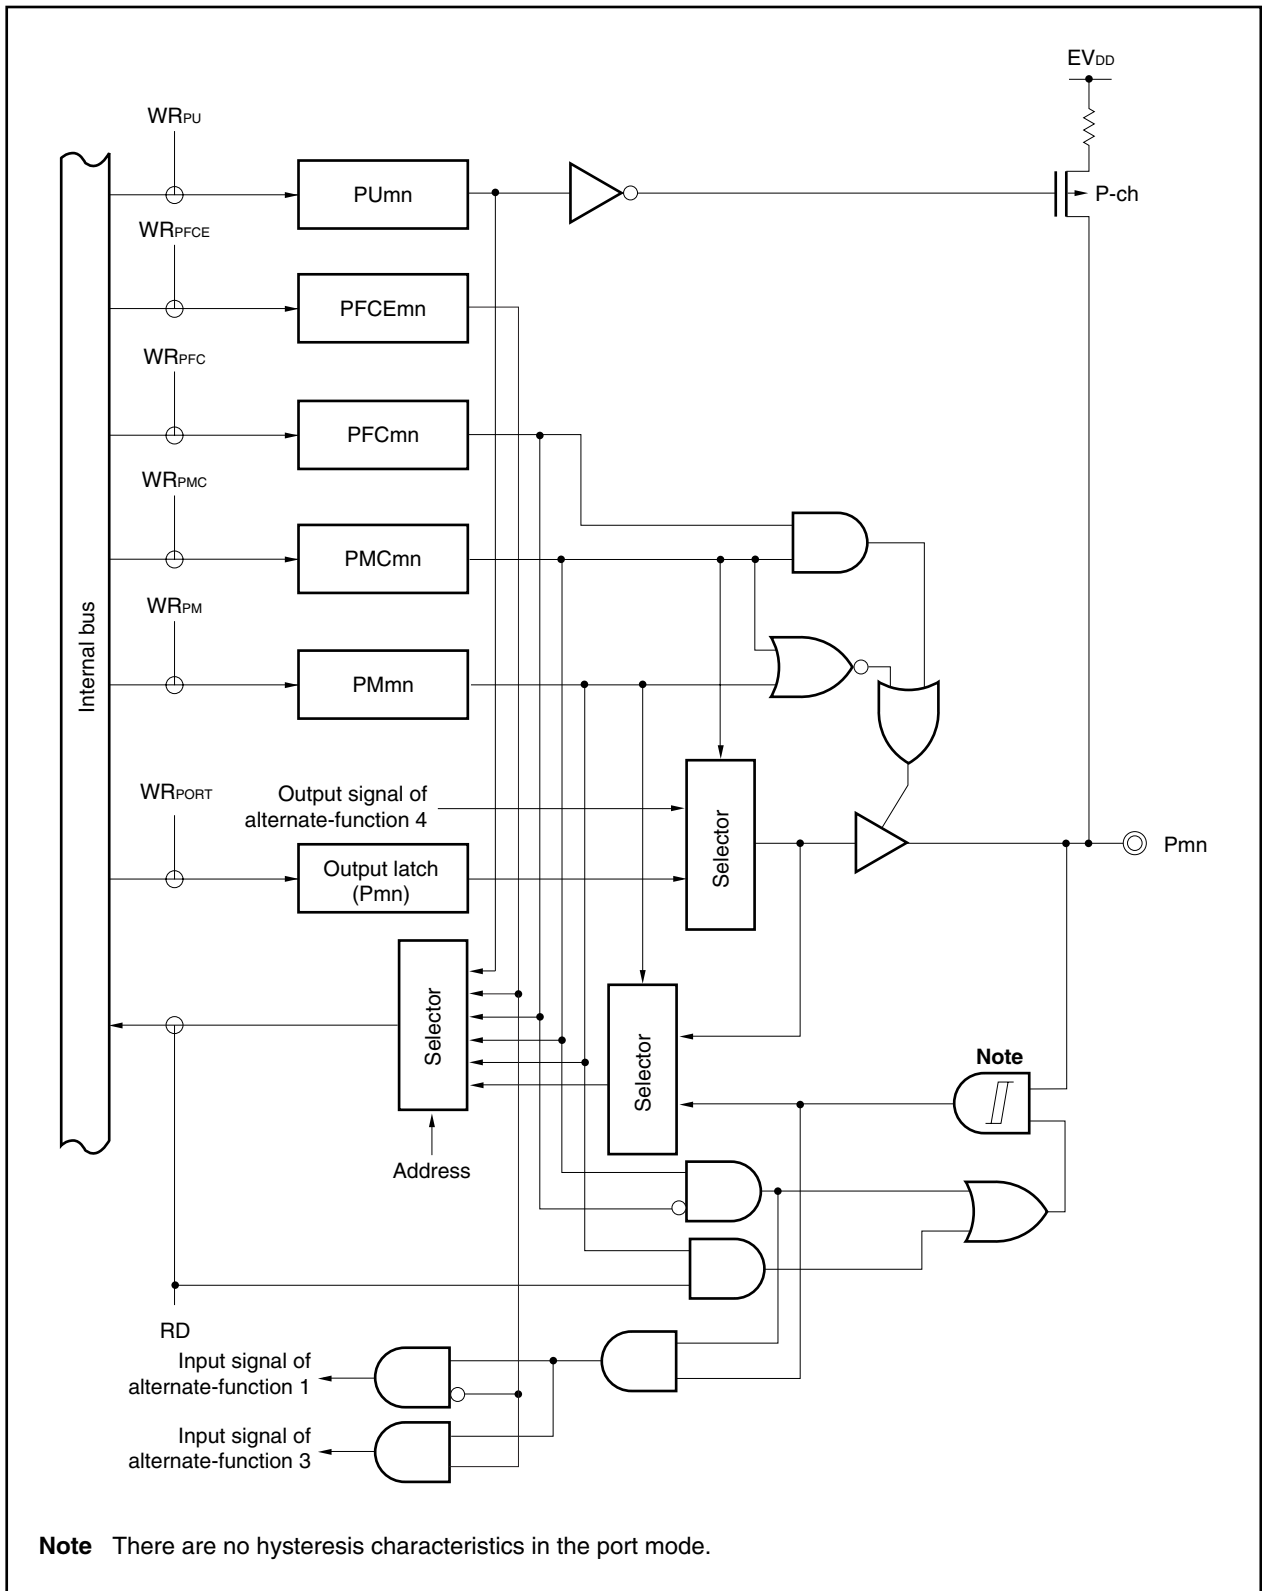 EVDD
WRPU
PUmn
P-ch
WRPFCE
PFCEmn
WRPFC
PFCmn
WRPMC
PMCmn
WRPM
PMmn
Internal bus
WRPORT
Output signal of
alternate-function 4
Output latch
(Pmn)
Selector
Pmn
Selector
Selector
Note
Address
RD
Input signal of
alternate-function 1
Input signal of
alternate-function 3
Note There are no hysteresis characteristics in the port mode.